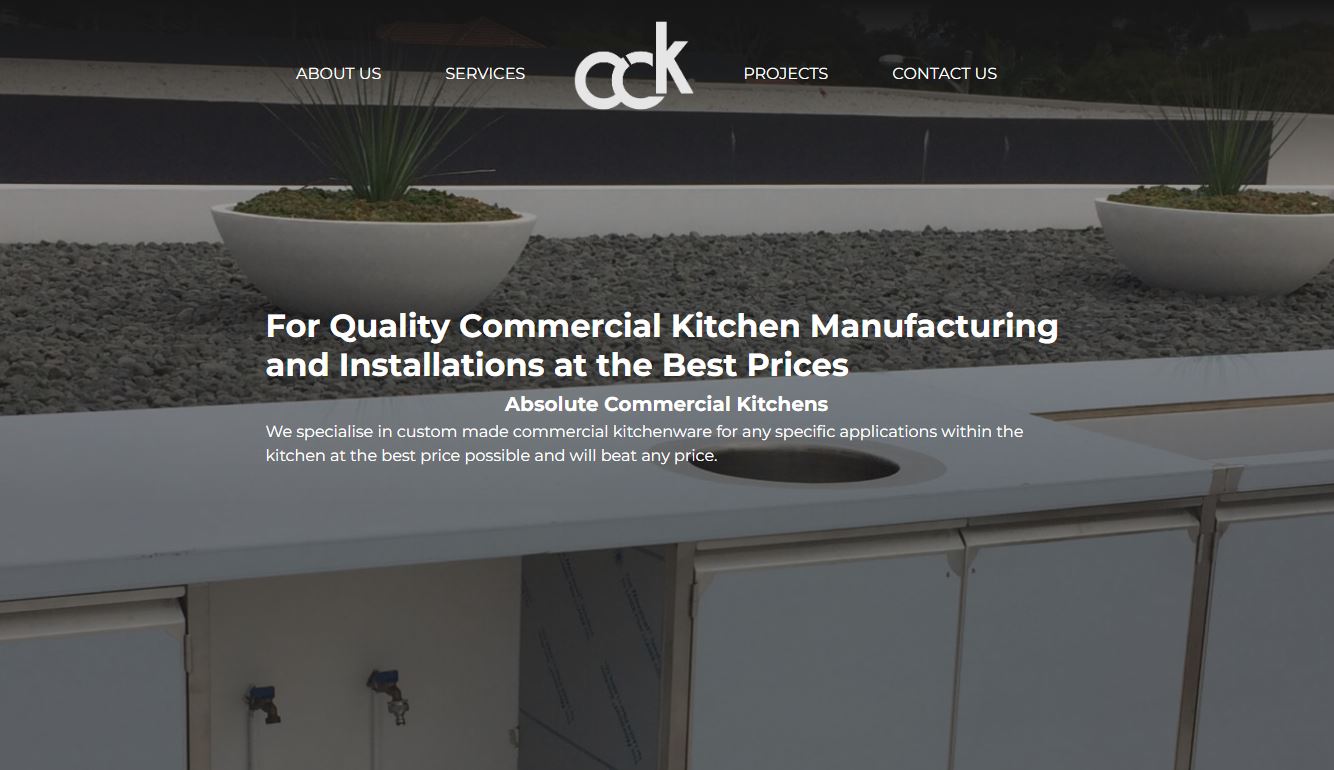 ABOUT US
SERVICES
ack
PROJECTS
CONTACT US
For Quality Commercial Kitchen Manufacturing
and Installations at the Best Prices
Absolute Commercial Kitchens
We specialise in custom made commercial kitchenware for any specific applications within the
kitchen at the best price possible and will beat any price.